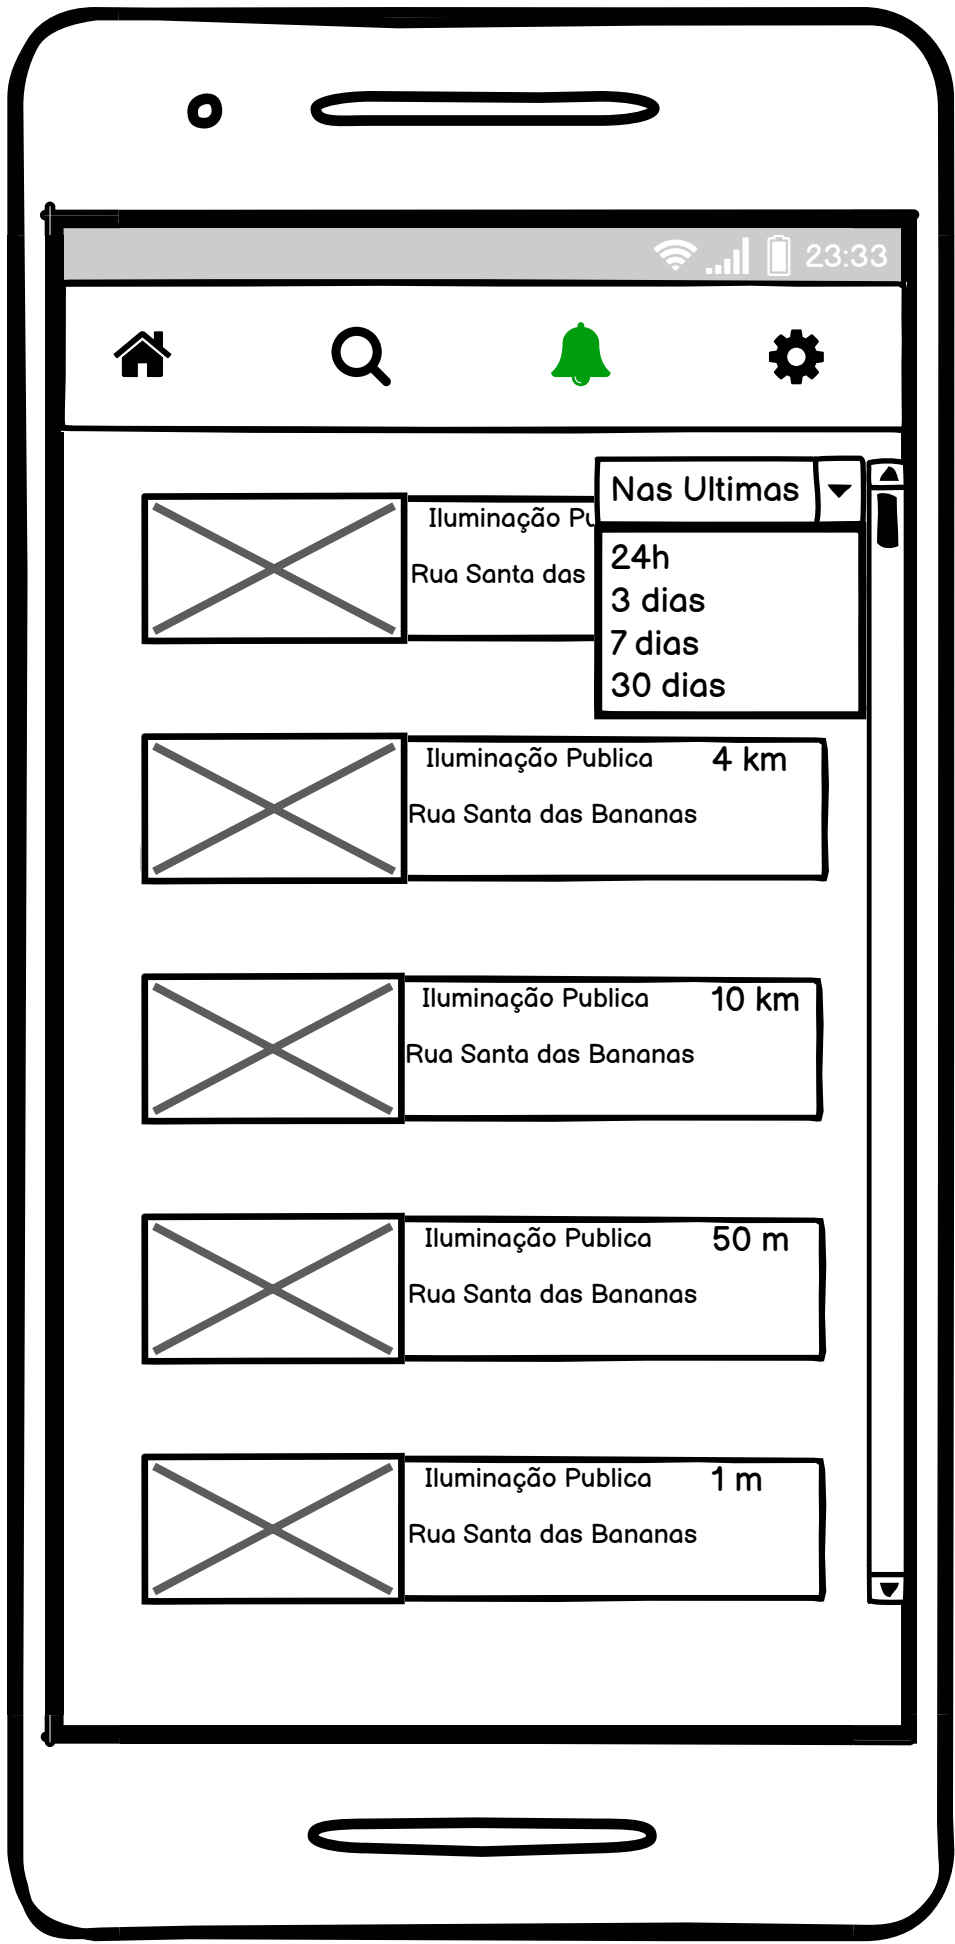 23:33
Nas Ultimas
24h
3 dias
7 dias
30 dias
Iluminação Pu
Rua Santa das
Iluminação Publica 4 km
Rua Santa das Bananas
Iluminação Publica 10 km
Rua Santa das Bananas
Iluminação Publica 50 m
Rua Santa das Bananas
Iluminação Publica 1 m
Rua Santa das Bananas